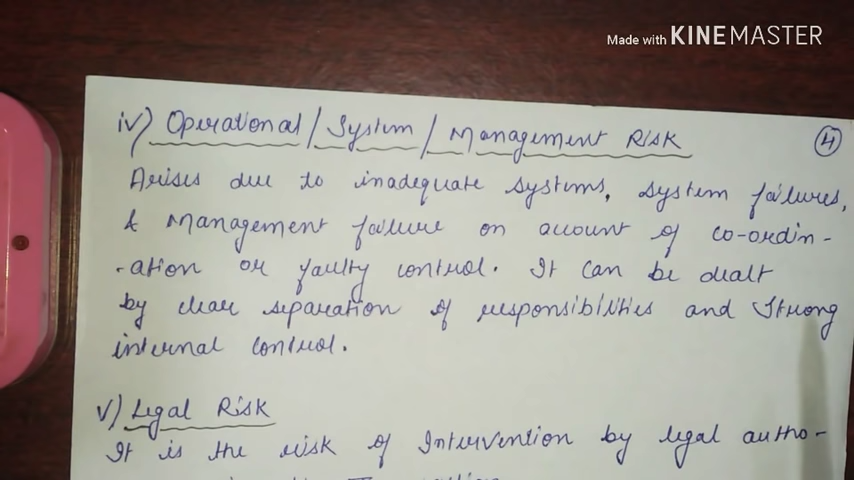 Made with KINEMASTER
iv) Operational/System/Management Risk
4
Arises due to inadequate systems, system failures,
& Management failure on account of co-ordin-
-ation or faulty control. It can be dealt
by clear separation of responsibilities and Strong
internal control.
v) Legal Risk
It is the risk of Intervention by legal autho-